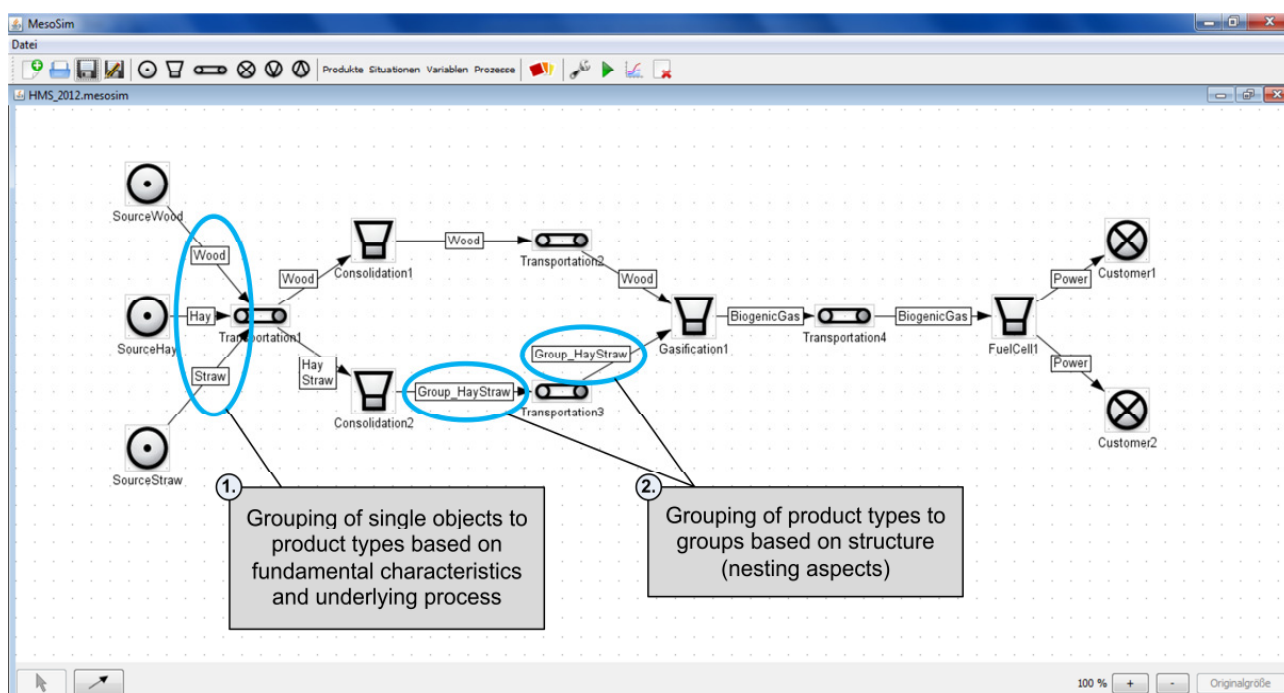 MesoSim
Datei
Produkte Situationen Variablen Prozesse
HMS_2012.mesosim
SourceWood
Wood
Consolidation1
Wood
Transportation2
Customer1
Wood
Wood
Power
SourceHay
Hay
Transportation1
Gasification1
BiogenicGas
Transportation4
BiogenicGas
FuelCell1
Straw
Hay
Straw
Group_HayStraw
Group_HayStraw
Transportation3
Power
Consolidation2
Customer2
SourceStraw
1.
Grouping of single objects to
product types based on
fundamental characteristics
and underlying process
2.
Grouping of product types to
groups based on structure
(nesting aspects)
100 % + - Originalgröße